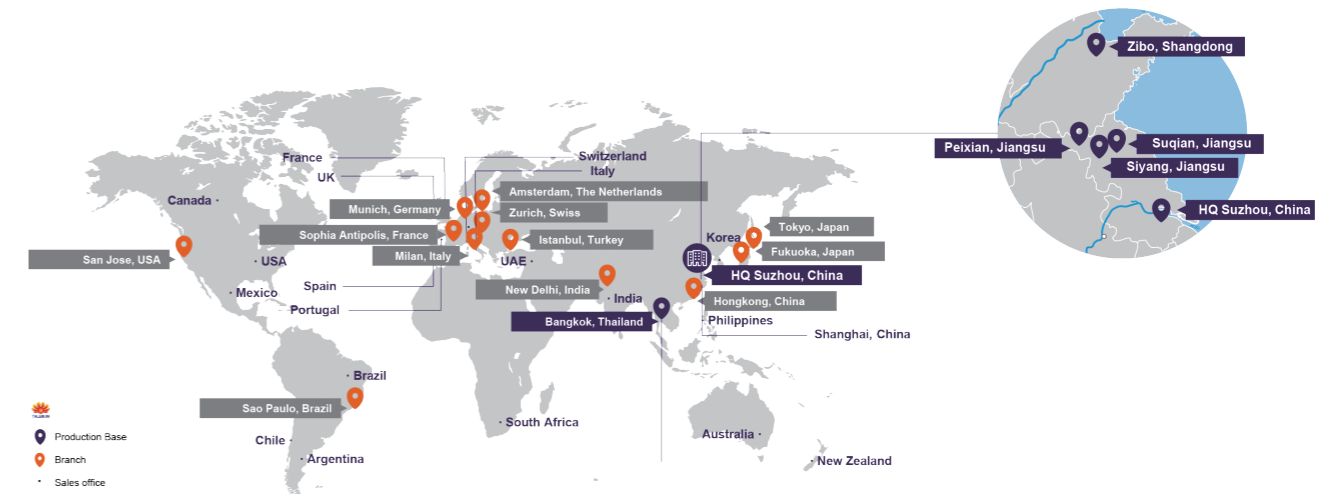 Zibo, Shangdong
Peixian, Jiangsu
Suqian, Jiangsu
Siyang, Jiangsu
HQ Suzhou, China
France
Switzerland
UK
Italy
Amsterdam, The Netherlands
Canada
Munich, Germany
Zurich, Swiss
Tokyo, Japan
Sophia Antipolis, France
Istanbul, Turkey
Korea
Fukuoka, Japan
San Jose, USA
Milan, Italy
USA
UAE
HQ Suzhou, China
Spain
New Delhi, India
Mexico
India
Hongkong, China
Portugal
Bangkok, Thailand
Philippines
Shanghai, China
Brazil
Sao Paulo, Brazil
South Africa
Australia
Chile
Argentina
New Zealand
Production Base
Branch
Sales office